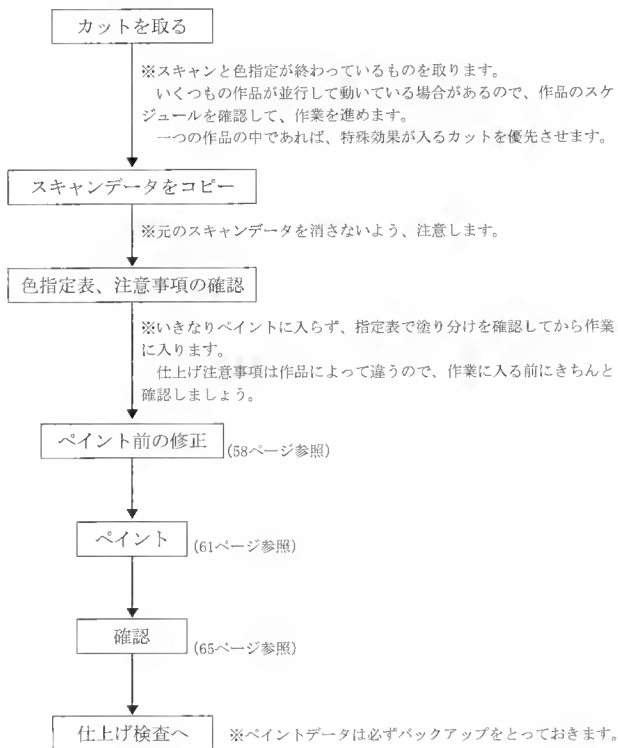 カットを取る
※スキャンと色指定が終わっているものを取ります。
いくつもの作品が並行して動いている場合があるので、作品のスケ
ジュールを確認して、作業を進めます。
一つの作品の中であれば、特殊効果が入るカットを優先させます。
スキャンデータをコピー
※元のスキャンデータを消さないよう、注意します。
色指定表、注意事項の確認
※いきなりペイントに入らず、指定表で塗り分けを確認してから作業
に入ります。
仕上げ注意事項は作品によって違うので、作業に入る前にきちんと
確認しましょう。
ペイント前の修正 (58ページ参照)
ペイント (61ページ参照)
確認 (65ページ参照)
仕上げ検査へ ※ペイントデータは必ずバックアップをとっておきます。